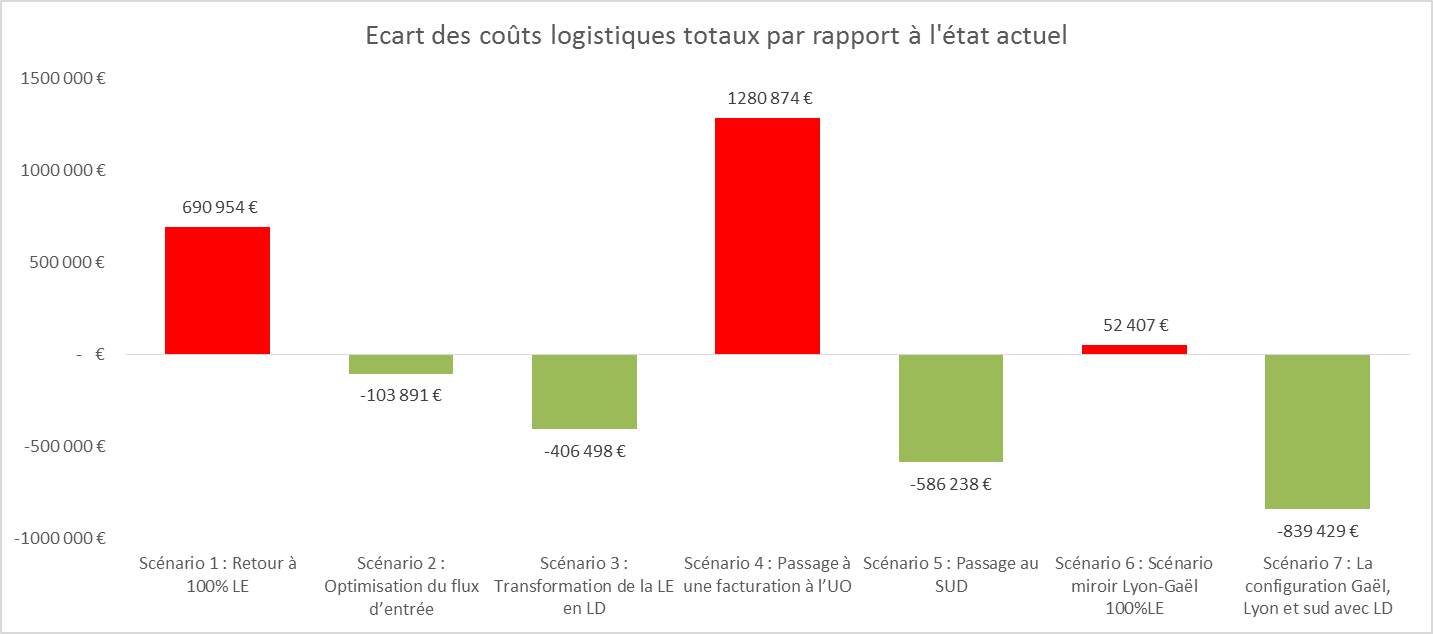 Ecart des coûts logistiques totaux par rapport à l'état actuel
1500 000 €
1000 000 €
500 000 €
- €
-500 000 €
-1000 000 €
690 954 €
-103 891 €
-406 498 €
1280 874 €
-586 238 €
52 407 €
-839 429 €
Scénario 1 : Retour à
100% LE
Scénario 2 :
Optimisation du flux
d’entrée
Scénario 3 :
Transformation de la LE
en LD
Scénario 4 : Passage à
une facturation à l’UO
Scénario 5 : Passage au
SUD
Scénario 6 : Scénario
miroir Lyon-Gaël
100%LE
Scénario 7 : La
configuration Gaël,
Lyon et sud avec LD